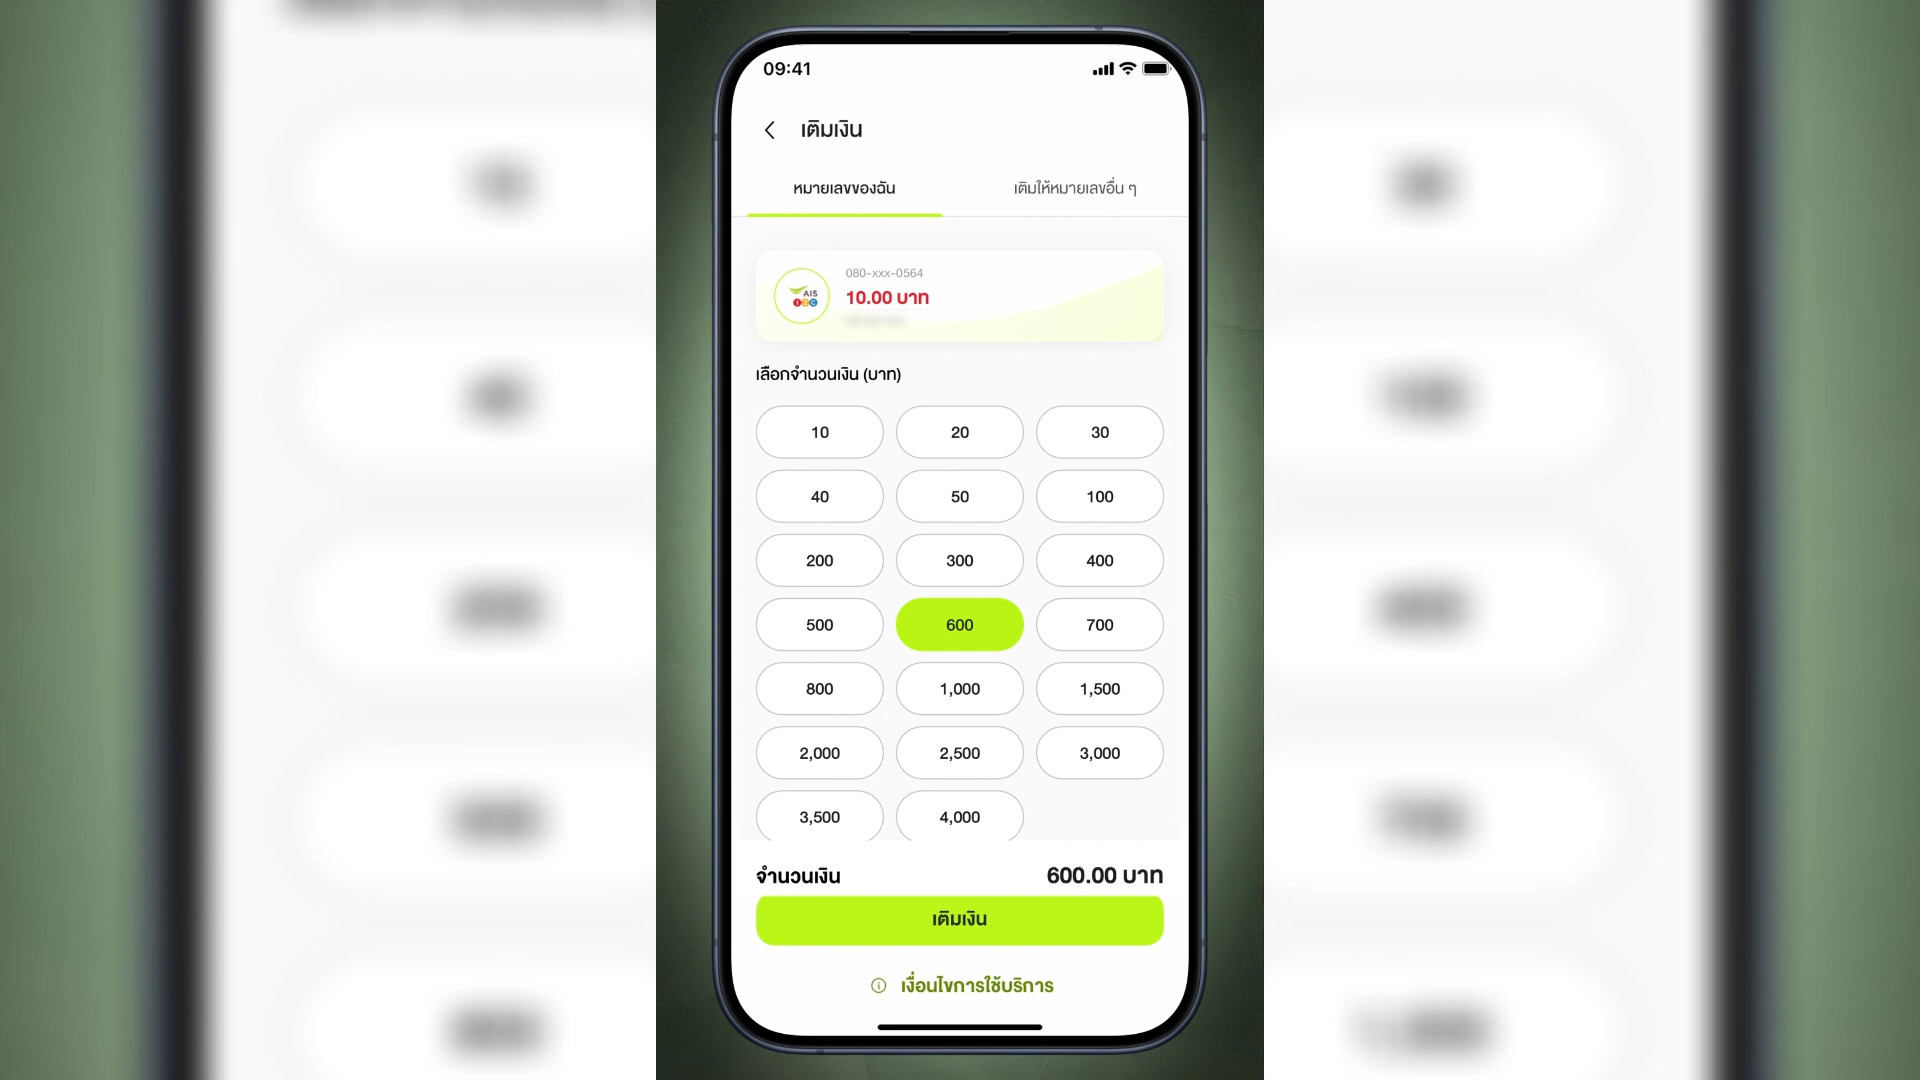 09:41
เติมเงิน
หมายเลขของฉัน
เติมให้หมายเลขอื่น ๆ
080-xxx-0564
AIS
12C
10.00 บาท
เลือกจำนวนเงิน (บาท)
10 20 30
40 50 100
200 300 400
500 600 700
800 1,000 1,500
2,000 2,500 3,000
3,500 4,000
จำนวนเงิน 600.00 บาท
เติมเงิน
เงื่อนไขการใช้บริการ